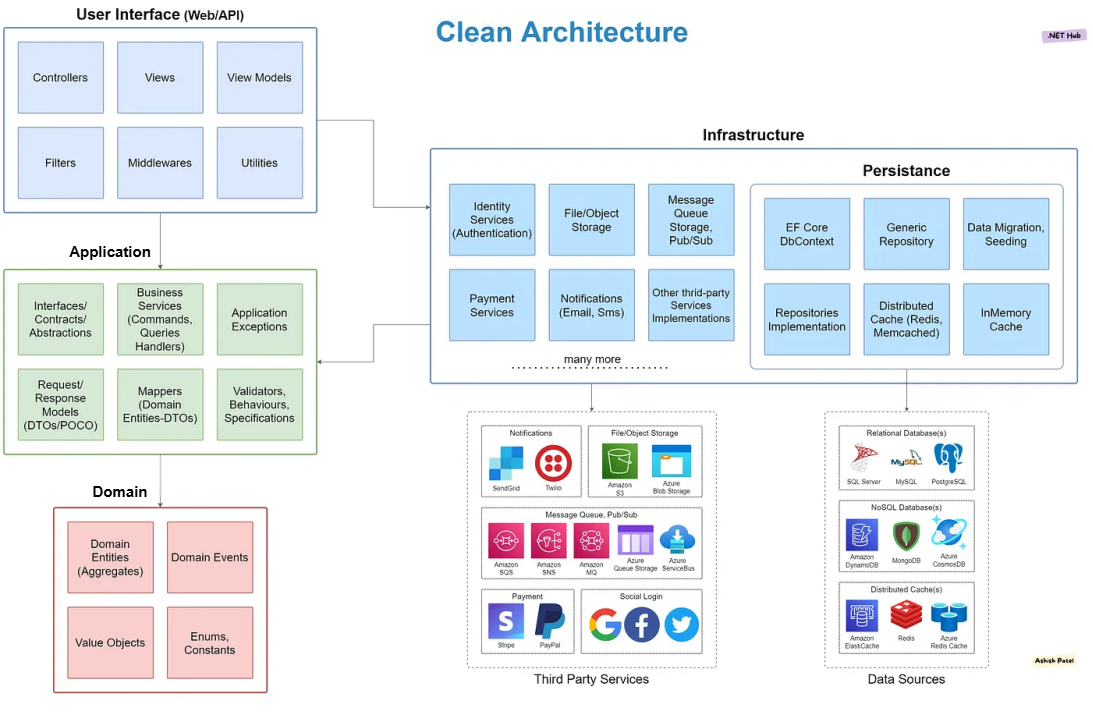 User Interface (Web/API)
Clean Architecture
.NET Hub
Controllers
Views
View Models
Filters
Middlewares
Utilities
Infrastructure
Persistance
Identity
Services
(Authentication)
File/Object
Storage
Message
Queue
Storage,
Pub/Sub
EF Core
DbContext
Generic
Repository
Data Migration,
Seeding
Payment
Services
Notifications
(Email, Sms)
Other thrid-party
Services
Implementations
Repositories
Implementation
Distributed
Cache (Redis,
Memcached)
InMemory
Cache
many more
Application
Interfaces/
Contracts/
Abstractions
Business
Services
(Commands,
Queries
Handlers)
Application
Exceptions
Request/
Response
Models
(DTOs/POCO)
Mappers
(Domain
Entities-DTOs)
Validators,
Behaviours,
Specifications
Domain
Domain
Entities
(Aggregates)
Domain Events
Value Objects
Enums,
Constants
Notifications
SendGrid
Twilio
File/Object Storage
Amazon
S3
Azure
Blob Storage
Message Queue, Pub/Sub
Amazon
SQS
Amazon
SNS
Amazon
MQ
Azure
Queue Storage
Azure
ServiceBus
Payment
Stripe
PayPal
Social Login
Third Party Services
Relational Database(s)
SQL Server
MySQL
MySQL
PostgreSQL
NoSQL Database(s)
Amazon
DynamoDB
MongoDB
Azure
CosmosDB
Distributed Cache(s)
Amazon
ElastiCache
Redis
Azure
Redis Cache
Data Sources
Ashish Patel